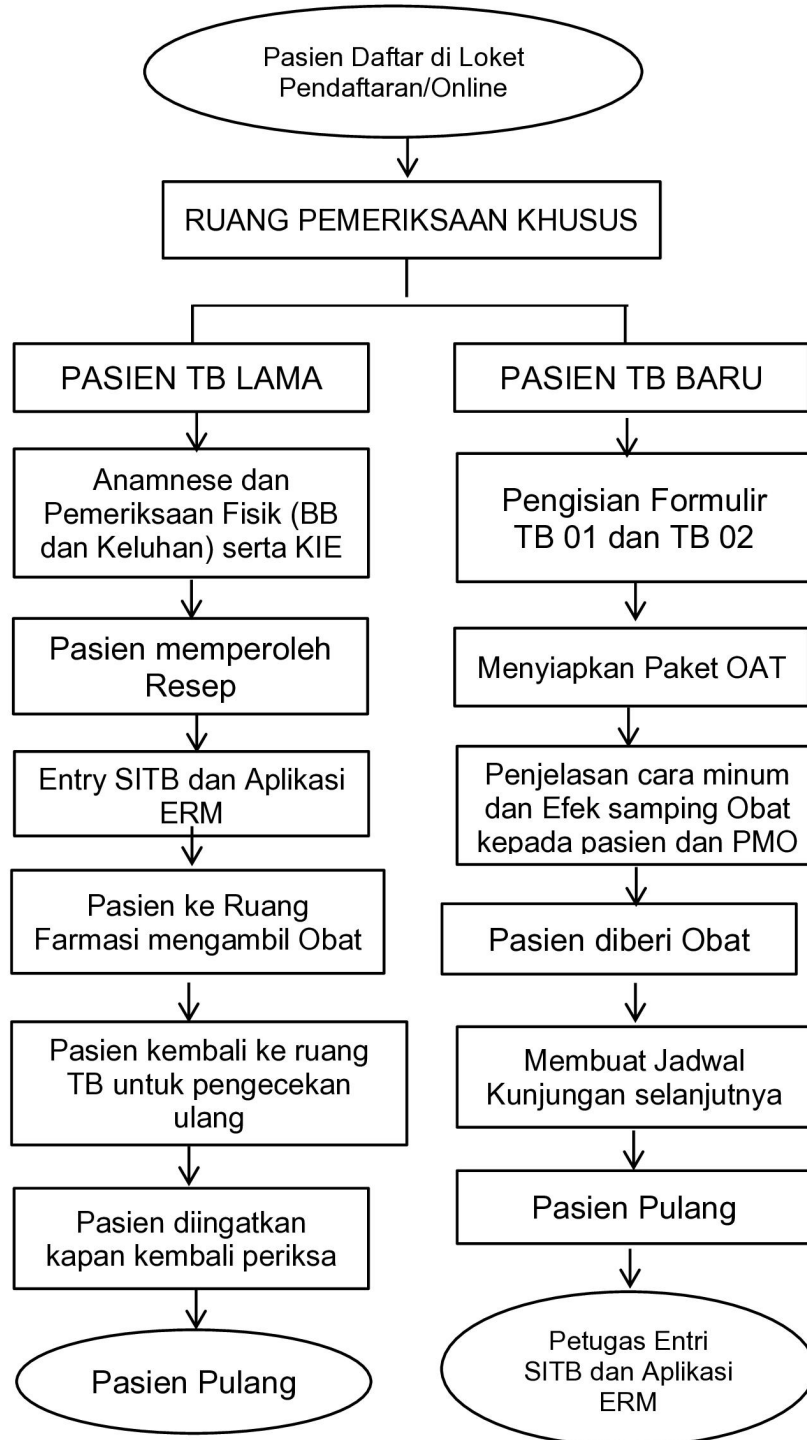 Pasien Daftar di Loket
Pendaftaran/Online
RUANG PEMERIKSAAN KHUSUS
PASIEN TB LAMA
Anamnese dan
Pemeriksaan Fisik (BB
dan Keluhan) serta KIE
Pasien memperoleh
Resep
Entry SITB dan Aplikasi
ERM
Pasien ke Ruang
Farmasi mengambil Obat
Pasien kembali ke ruang
TB untuk pengecekan
ulang
Pasien diingatkan
kapan kembali periksa
Pasien Pulang
PASIEN TB BARU
Pengisian Formulir
TB 01 dan TB 02
Menyiapkan Paket OAT
Penjelasan cara minum
dan Efek samping Obat
kepada pasien dan PMO
Pasien diberi Obat
Membuat Jadwal
Kunjungan selanjutnya
Pasien Pulang
Petugas Entri
SITB dan Aplikasi
ERM